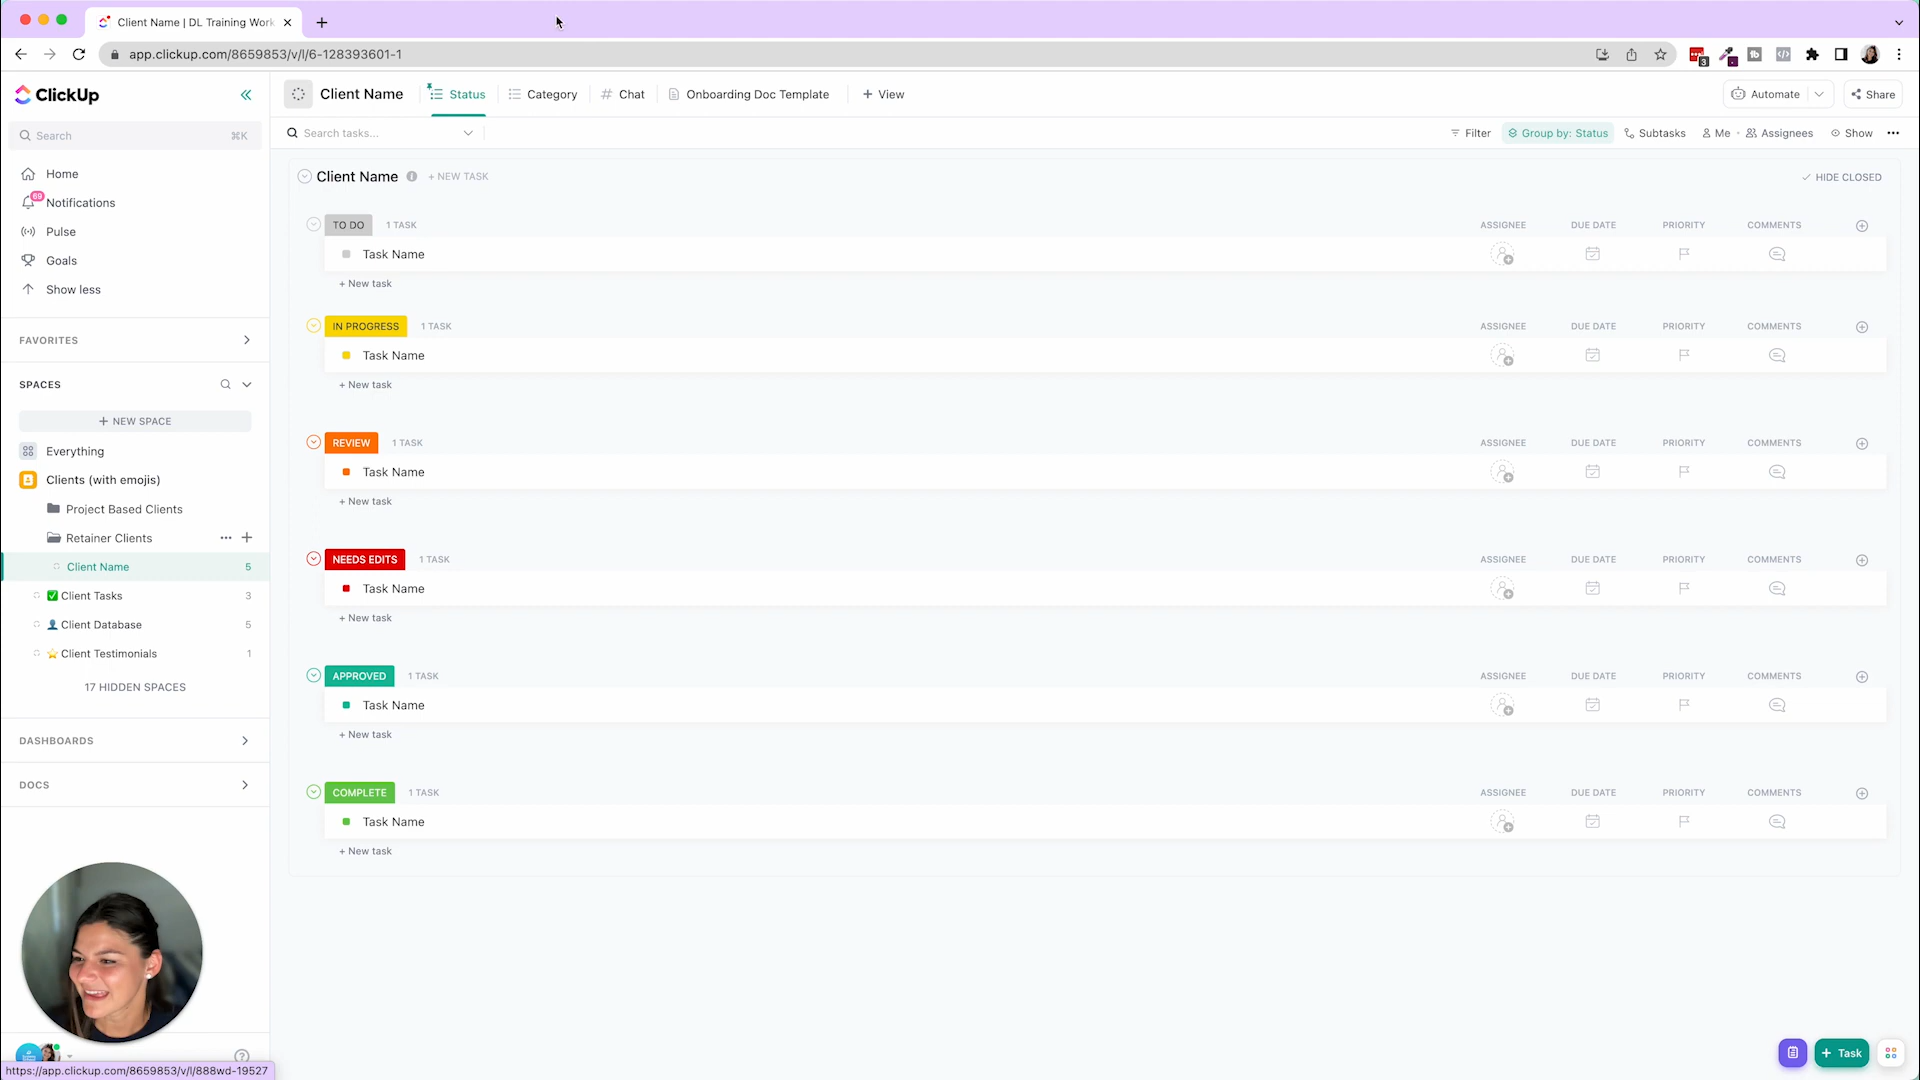 Client Name | DL Training Work
app.clickup.com/8659853/v/l/6-128393601-1
3
ClickUp
Client Name
Status
Category
# Chat
Onboarding Doc Template
+ View
Automate
Share
Search
⌘K
Search tasks...
Filter
Group by: Status
Subtasks
Me
Assignees
Show
Home
69
Notifications
Pulse
Goals
Show less
FAVORITES
SPACES
+ NEW SPACE
Everything
Clients (with emojis)
Project Based Clients
Retainer Clients
Client Name 5
Client Tasks 3
Client Database 5
Client Testimonials 1
17 HIDDEN SPACES
DASHBOARDS
DOCS
Client Name + NEW TASK
HIDE CLOSED
TO DO 1 TASK ASSIGNEE DUE DATE PRIORITY COMMENTS
Task Name
+ New task
IN PROGRESS 1 TASK ASSIGNEE DUE DATE PRIORITY COMMENTS
Task Name
+ New task
REVIEW 1 TASK ASSIGNEE DUE DATE PRIORITY COMMENTS
Task Name
+ New task
NEEDS EDITS 1 TASK ASSIGNEE DUE DATE PRIORITY COMMENTS
Task Name
+ New task
APPROVED 1 TASK ASSIGNEE DUE DATE PRIORITY COMMENTS
Task Name
+ New task
COMPLETE 1 TASK ASSIGNEE DUE DATE PRIORITY COMMENTS
Task Name
+ New task
+ Task
https://app.clickup.com/8659853/v/l/888wd-19527